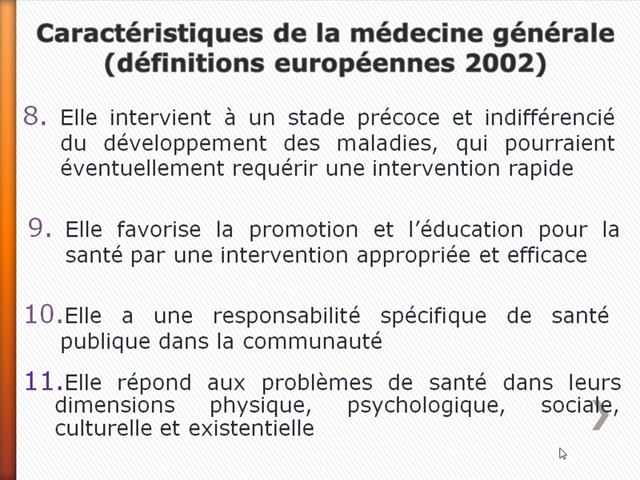 Caractéristiques de la médecine générale
(définitions européennes 2002)
8. Elle intervient à un stade précoce et indifférencié
du développement des maladies, qui pourraient
éventuellement requérir une intervention rapide
9. Elle favorise la promotion et l’éducation pour la
santé par une intervention appropriée et efficace
10.Elle a une responsabilité spécifique de santé
publique dans la communauté
11.Elle répond aux problèmes de santé dans leurs
dimensions physique, psychologique, sociale,
culturelle et existentielle